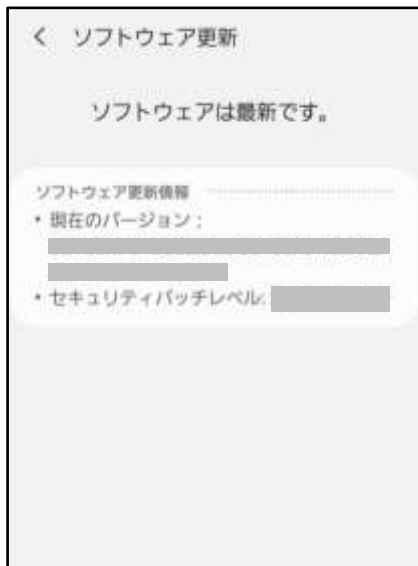 < ソフトウェア更新
ソフトウェアは最新です。
ソフトウェア更新情報
・現在のバージョン :
・セキュリティパッチレベル: